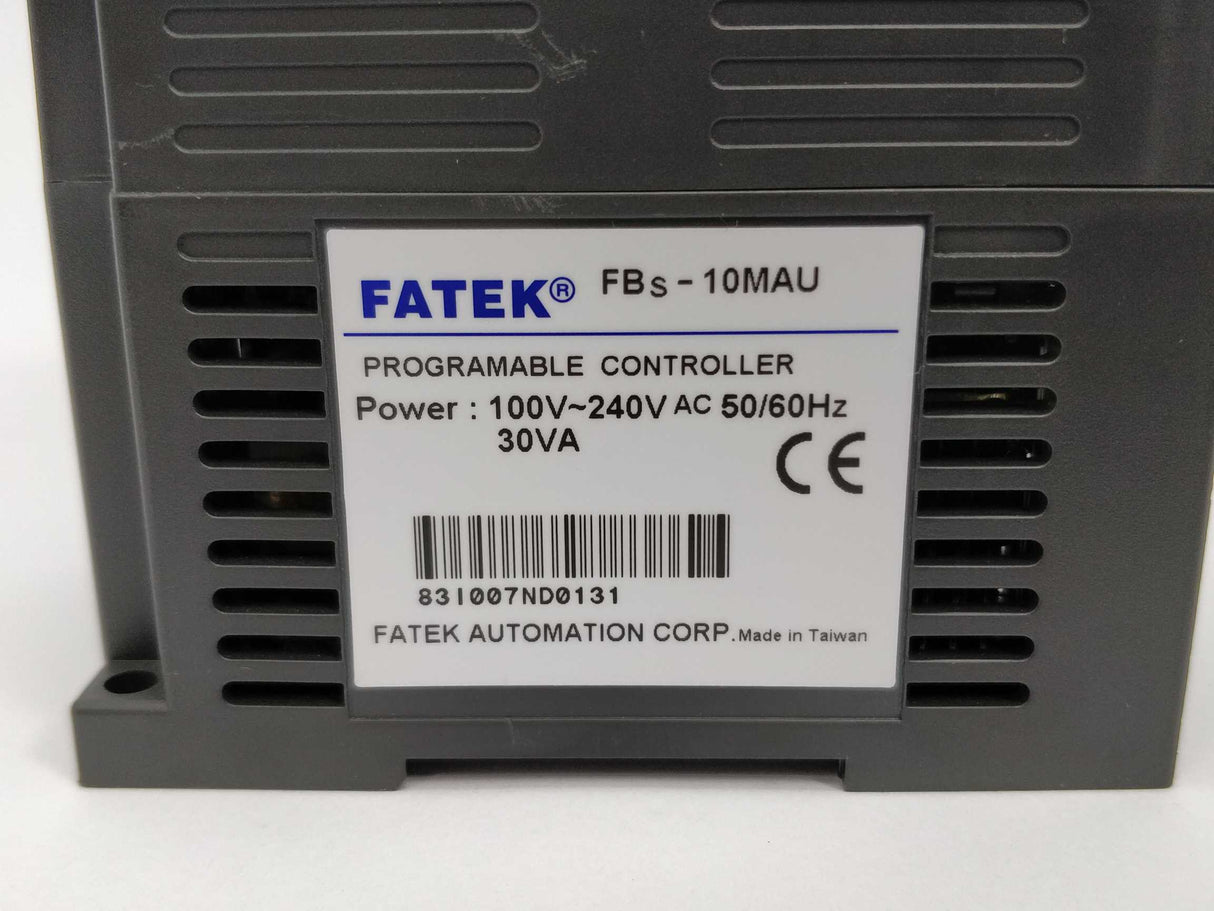 FATEK® FBs-10MAU
PROGRAMABLE CONTROLLER
Power : 100V~240V AC 50/60Hz
30VA
CE
83I007ND0131
FATEK AUTOMATION CORP. Made in Taiwan